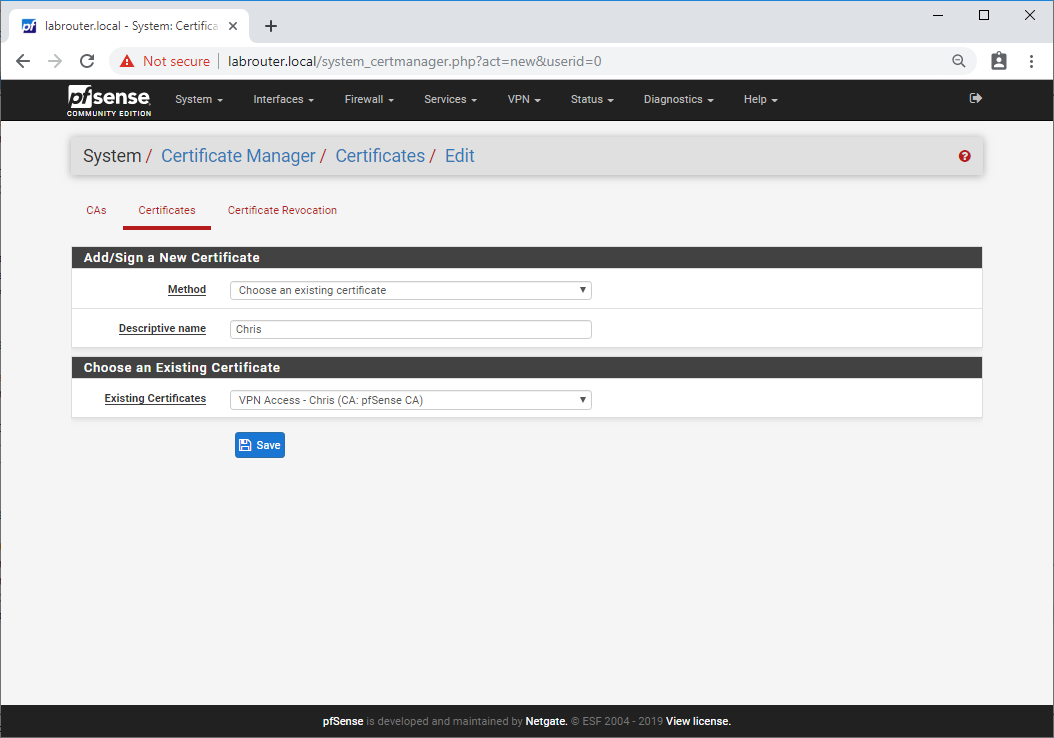 labrouter.local - System: Certifica
Not secure labrouter.local/system_certmanager.php?act=new&userid=0
pfsense
COMMUNITY EDITION
System Interfaces Firewall Services VPN Status Diagnostics Help
System / Certificate Manager / Certificates / Edit
CAs Certificates Certificate Revocation
Add/Sign a New Certificate
Method Choose an existing certificate
Descriptive name Chris
Choose an Existing Certificate
Existing Certificates VPN Access - Chris (CA: pfSense CA)
Save
pfSense is developed and maintained by Netgate. © ESF 2004 - 2019 View license.